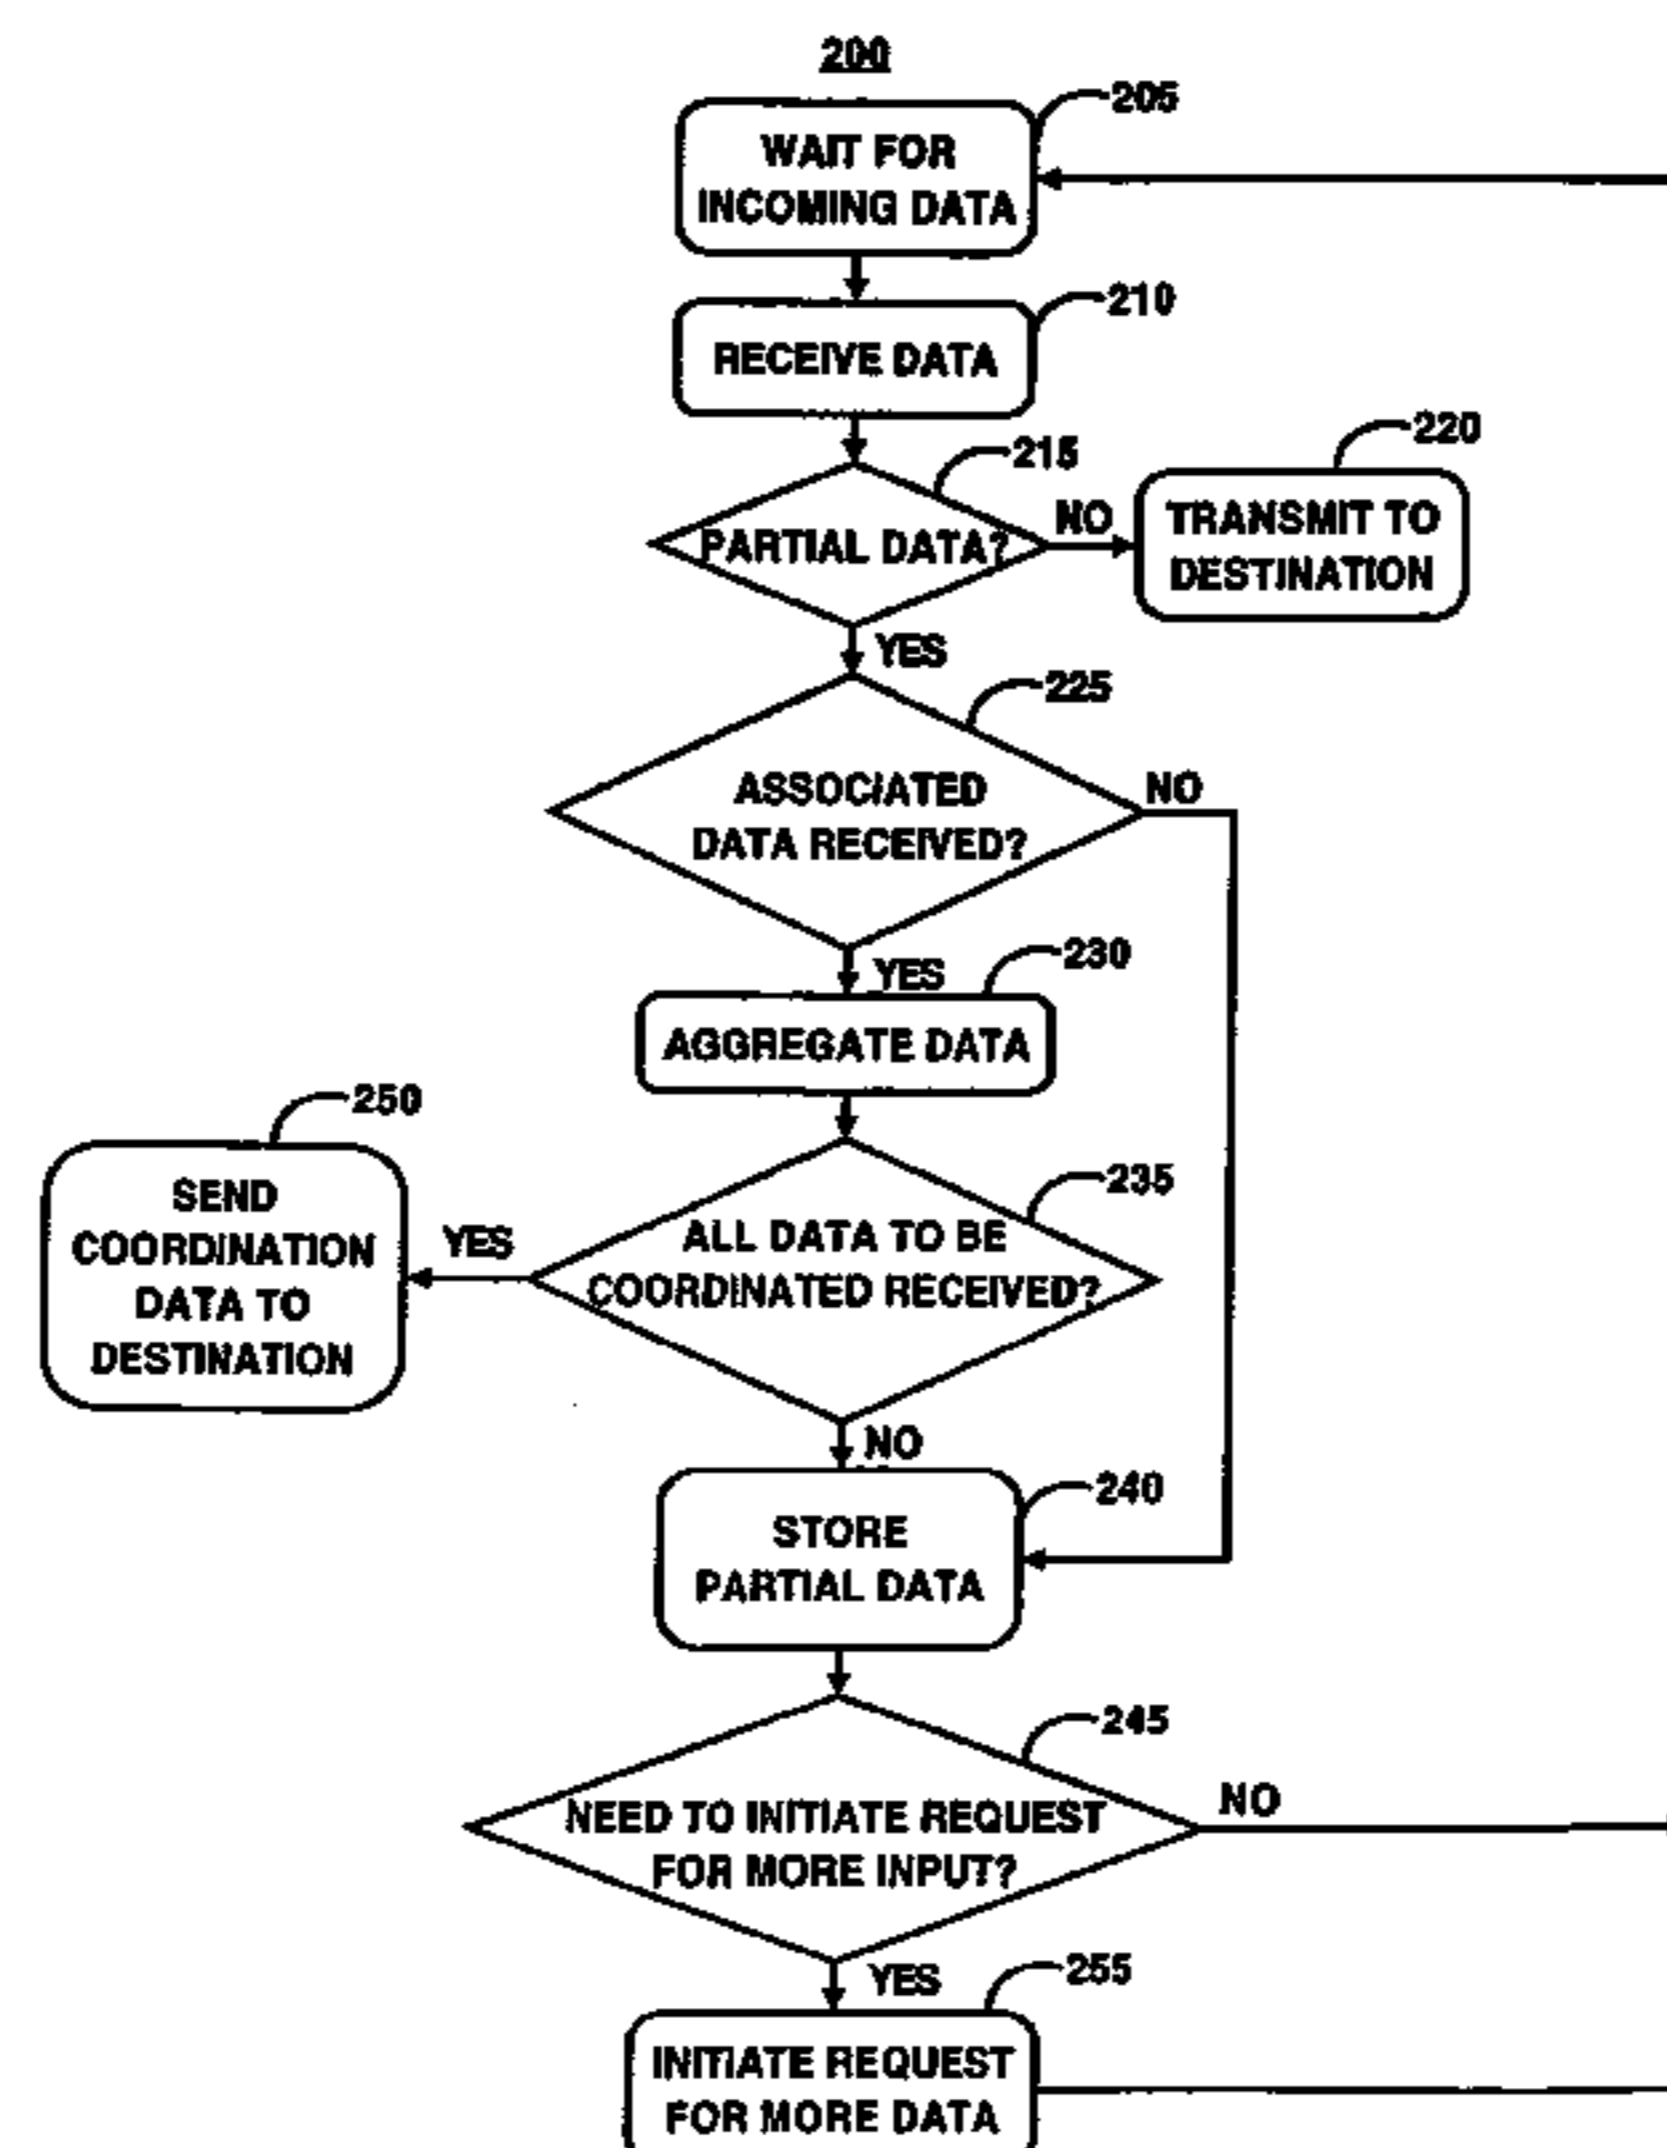 200
205
WAIT FOR
INCOMING DATA
210
RECEIVE DATA
215
PARTIAL DATA?
NO
220
TRANSMIT TO
DESTINATION
YES
225
ASSOCIATED
DATA RECEIVED?
NO
YES
230
AGGREGATE DATA
235
ALL DATA TO BE
COORDINATED RECEIVED?
YES
250
SEND
COORDINATION
DATA TO
DESTINATION
NO
240
STORE
PARTIAL DATA
245
NEED TO INITIATE REQUEST
FOR MORE INPUT?
NO
YES
255
INITIATE REQUEST
FOR MORE DATA